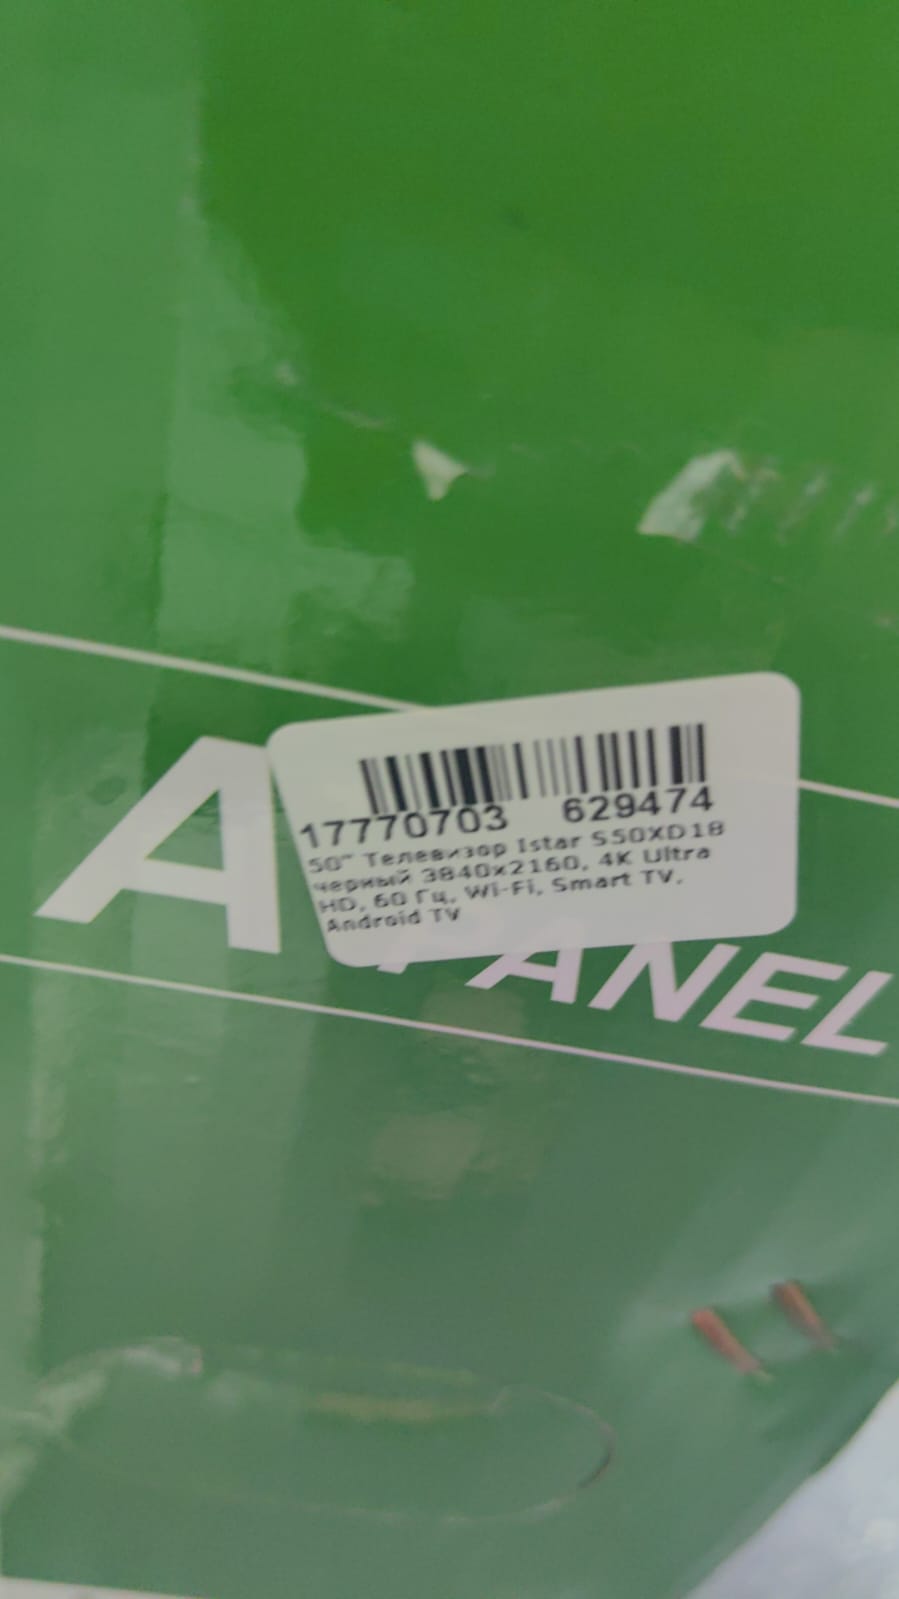 17770703 629474
50" Телевизор Istar S50XD18
черный 3840x2160, 4K Ultra
HD, 60 Гц, Wi-Fi, Smart TV,
Android TV
A PANEL